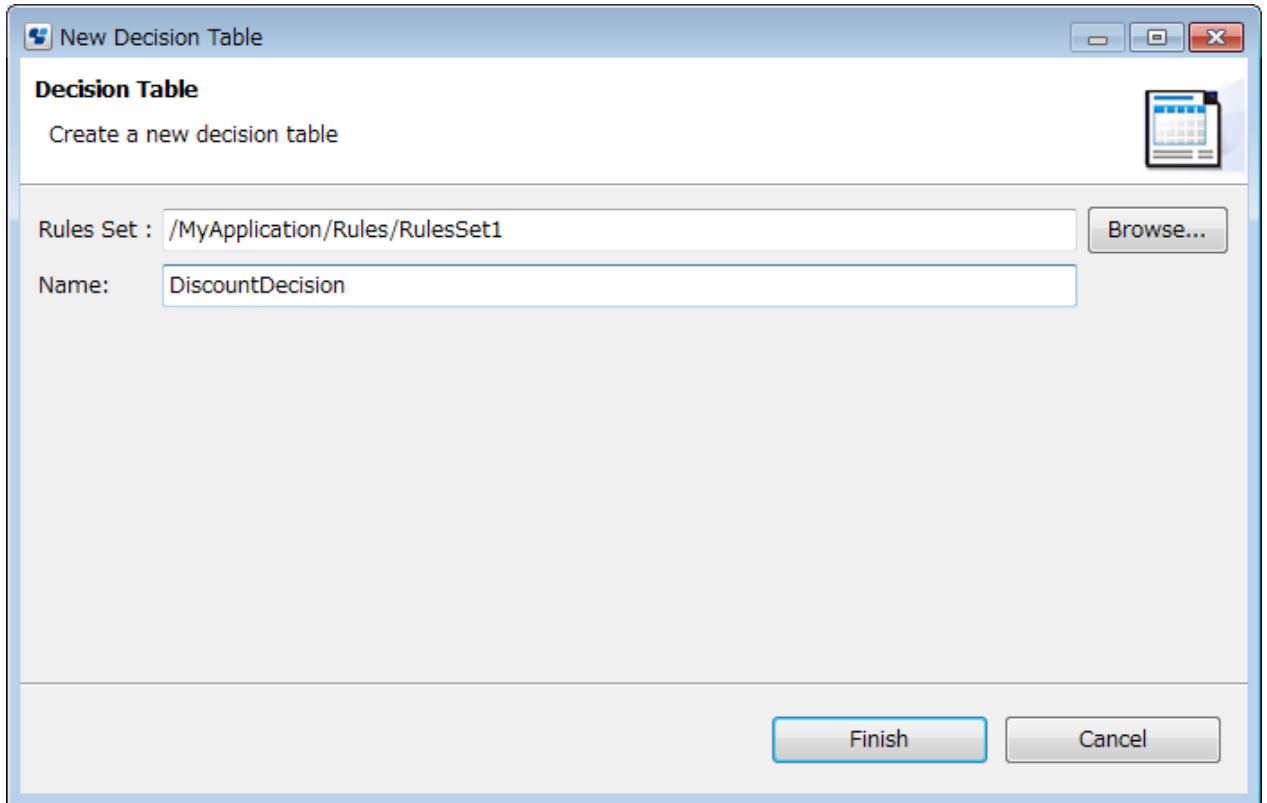 New Decision Table
Decision Table
Create a new decision table
Rules Set : /MyApplication/Rules/RulesSet1 Browse...
Name: DiscountDecision
Finish Cancel